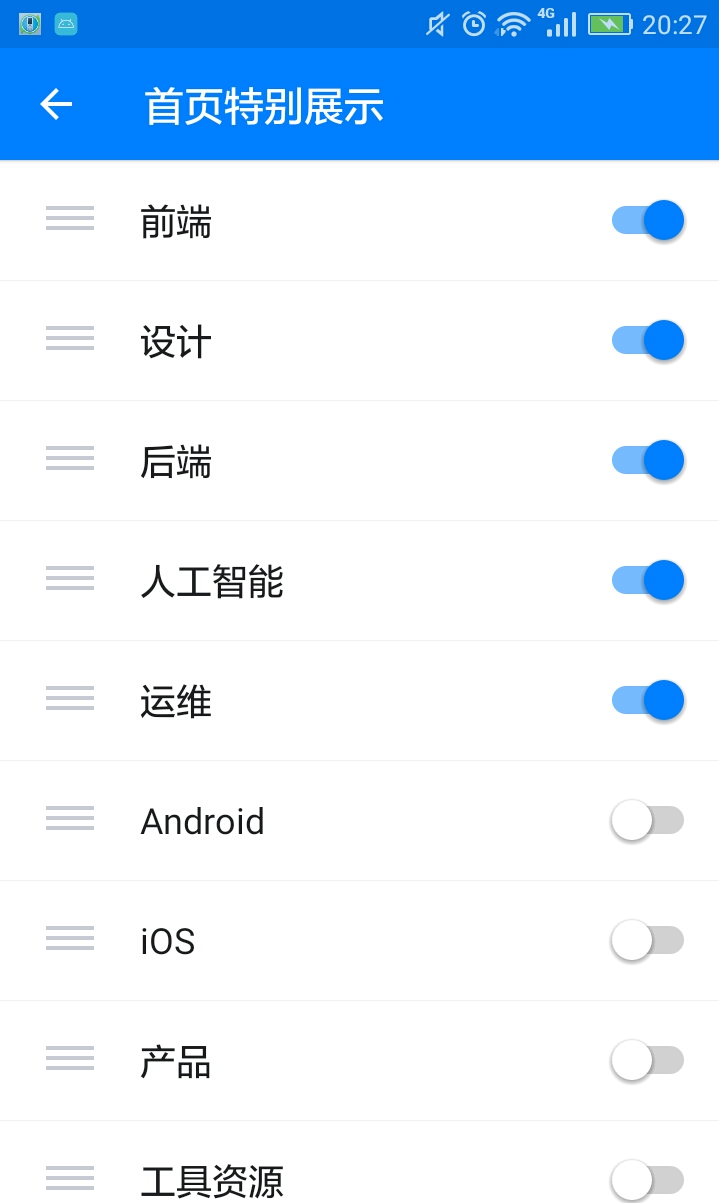 4G
20:27
首页特别展示
前端
设计
后端
人工智能
运维
Android
iOS
产品
工具资源